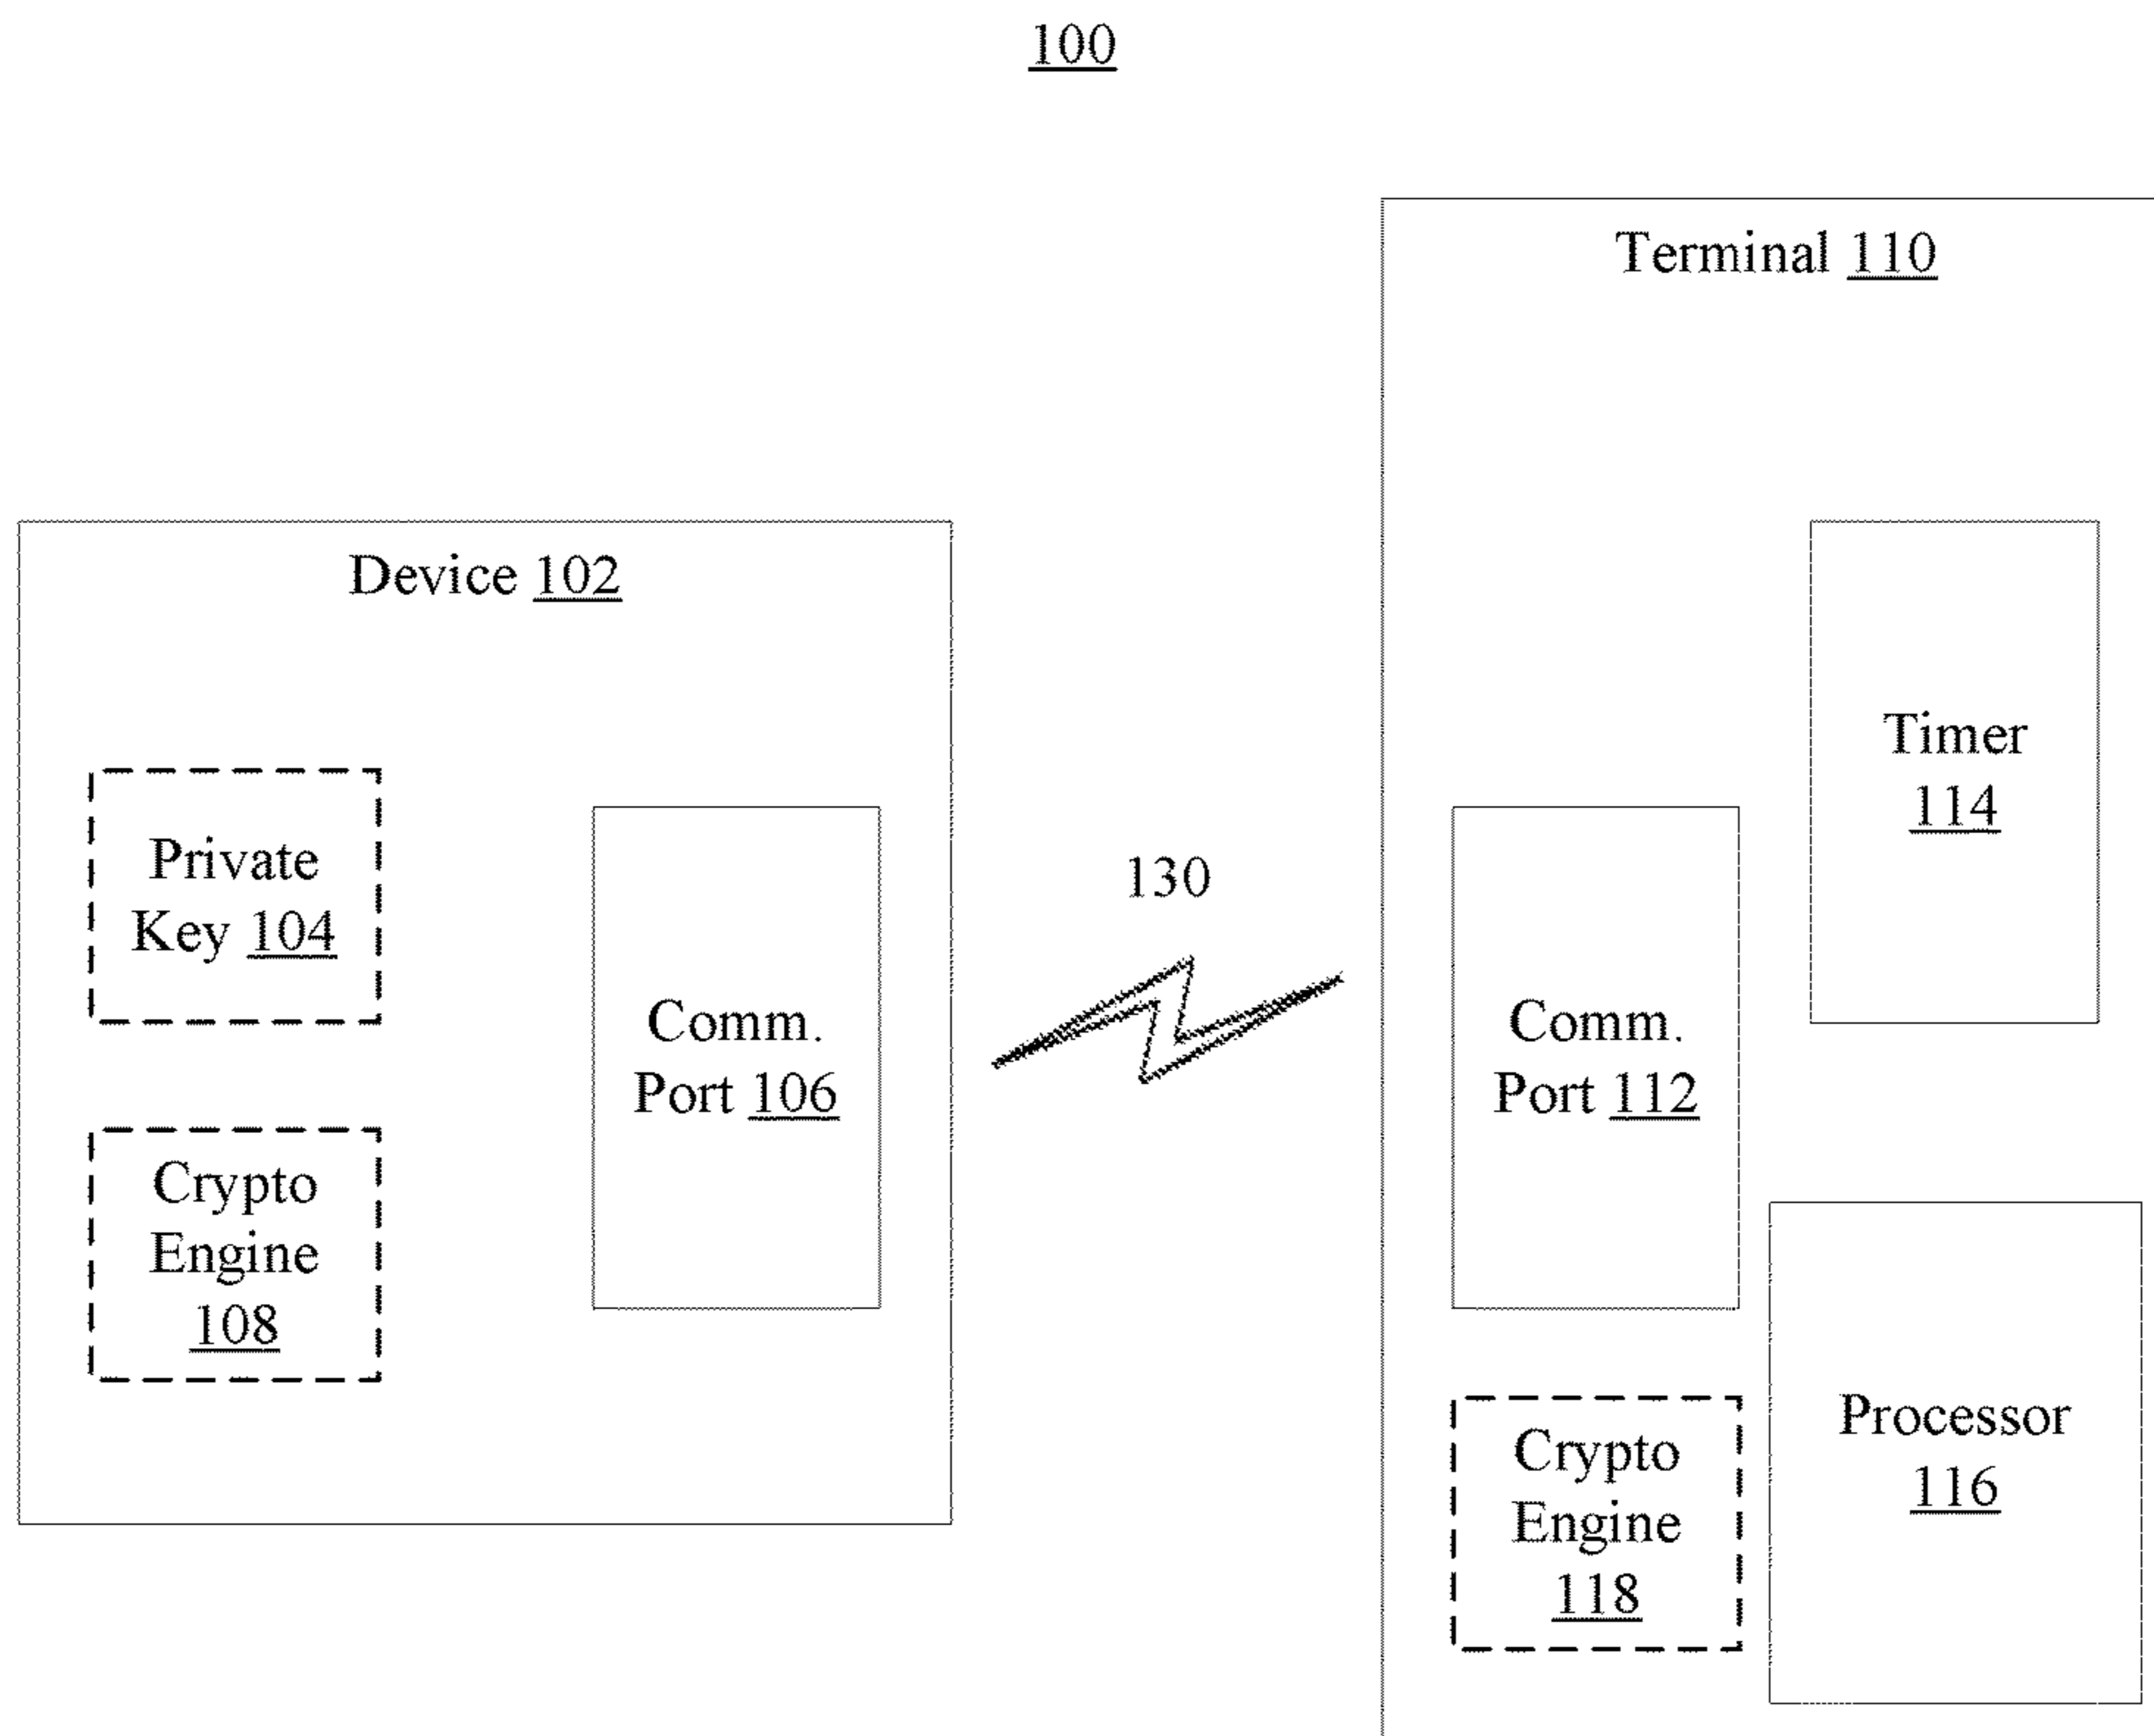 100
Terminal 110
Device 102
Timer
114
Private
Key 104
130
Comm.
Port 106
Comm.
Port 112
Crypto
Engine
108
Processor
116
Crypto
Engine
118